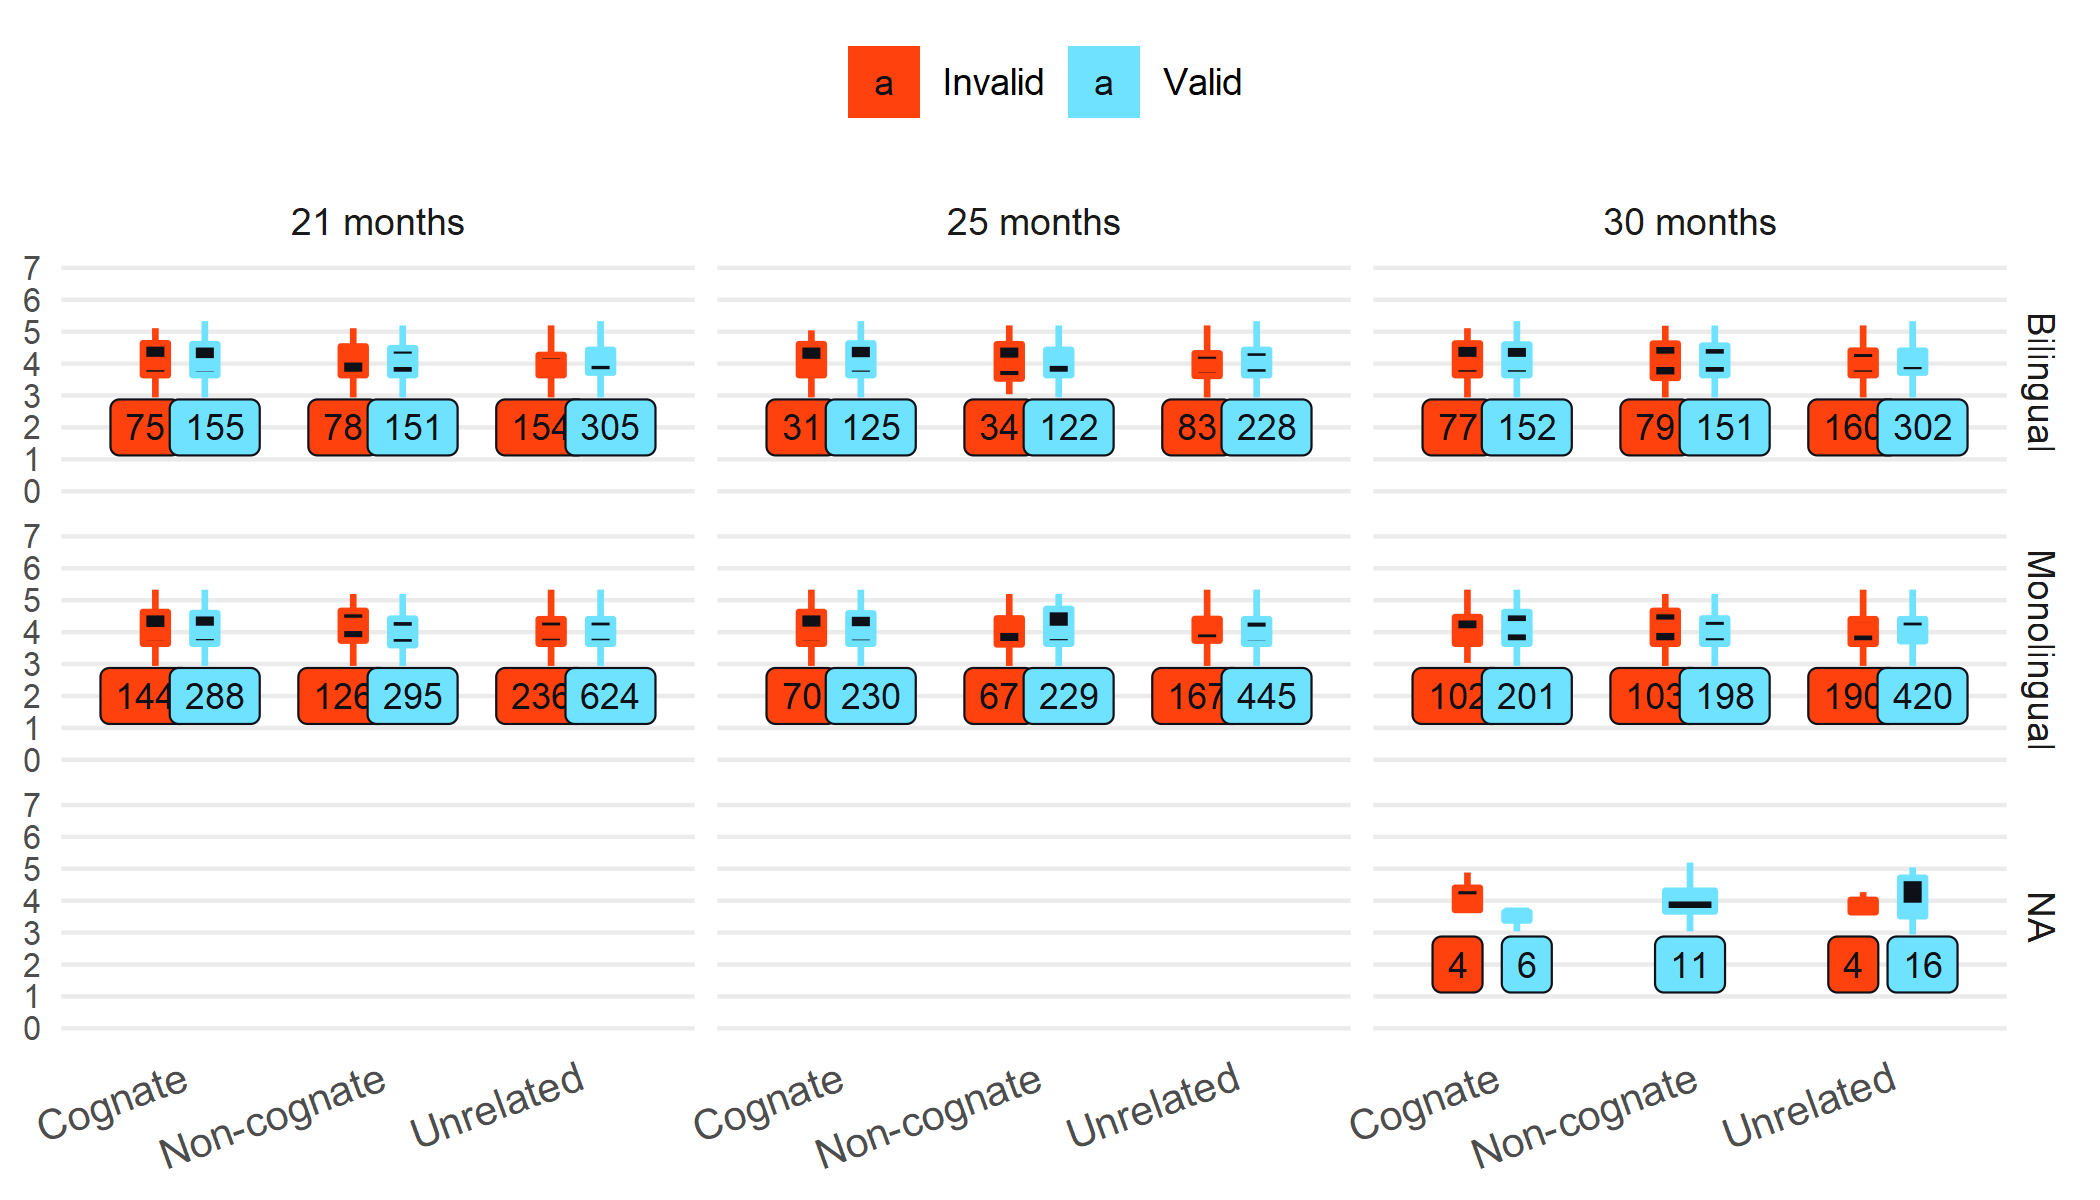 a Invalid a Valid
21 months 25 months 30 months
7
6
5
4
3
2
1
0
75 155 78 151 154 305 31 125 34 122 83 228 77 152 79 151 160 302
Bilingual
7
6
5
4
3
2
1
0
144 288 126 295 236 624 70 230 67 229 167 445 102 201 103 198 190 420
Monolingual
7
6
5
4
3
2
1
0
4 6 11 4 16
NA
Cognate Non-cognate Unrelated Cognate Non-cognate Unrelated Cognate Non-cognate Unrelated